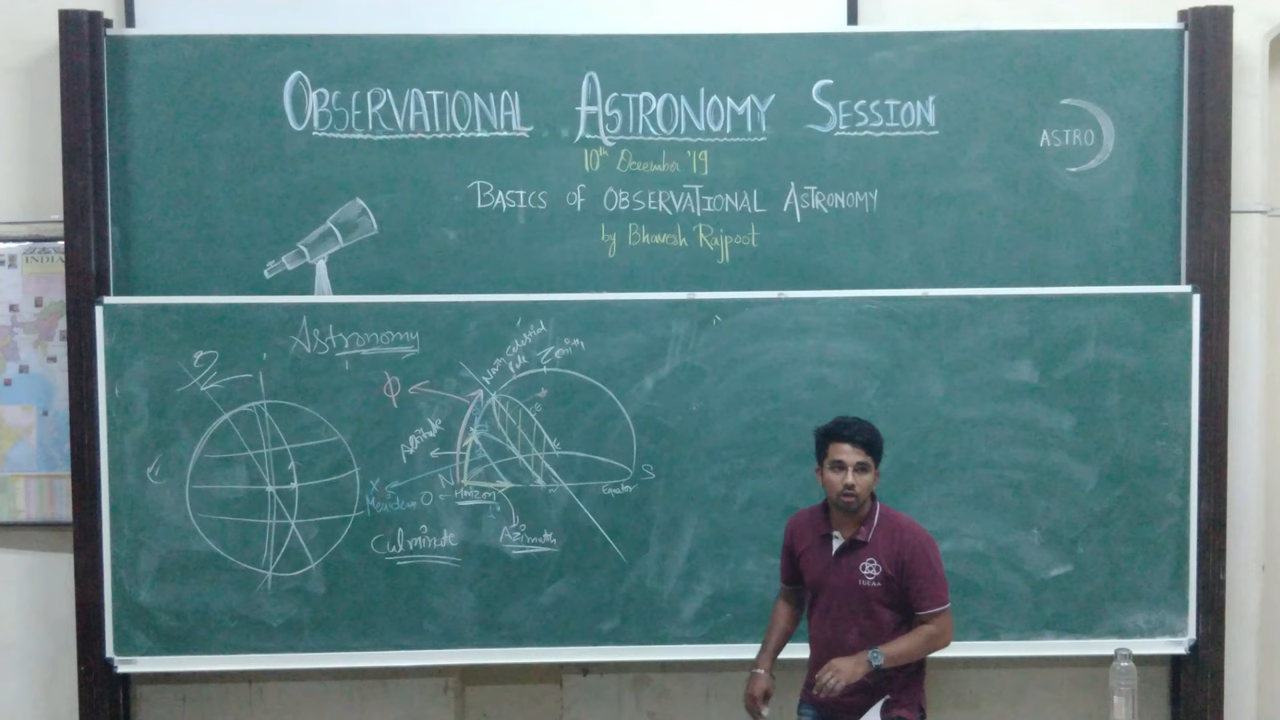 OBSERVATIONAL ASTRONOMY SESSION
10th December '19
BASICS OF OBSERVATIONAL ASTRONOMY
by Bhavesh Rajpoot
ASTRO
INDIA
Astronomy
North Celestial
Pole
Zenith
Φ
Altitude
N
S
X
Meridian
O
Horizon
Equator
Culminate
Azimuth
IUCAA